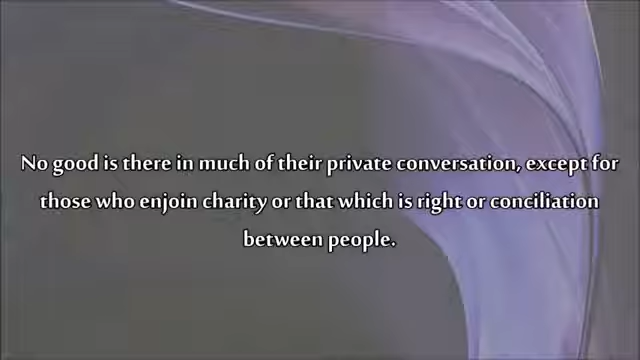 No good is there in much of their private conversation, except for
those who enjoin charity or that which is right or conciliation
between people.